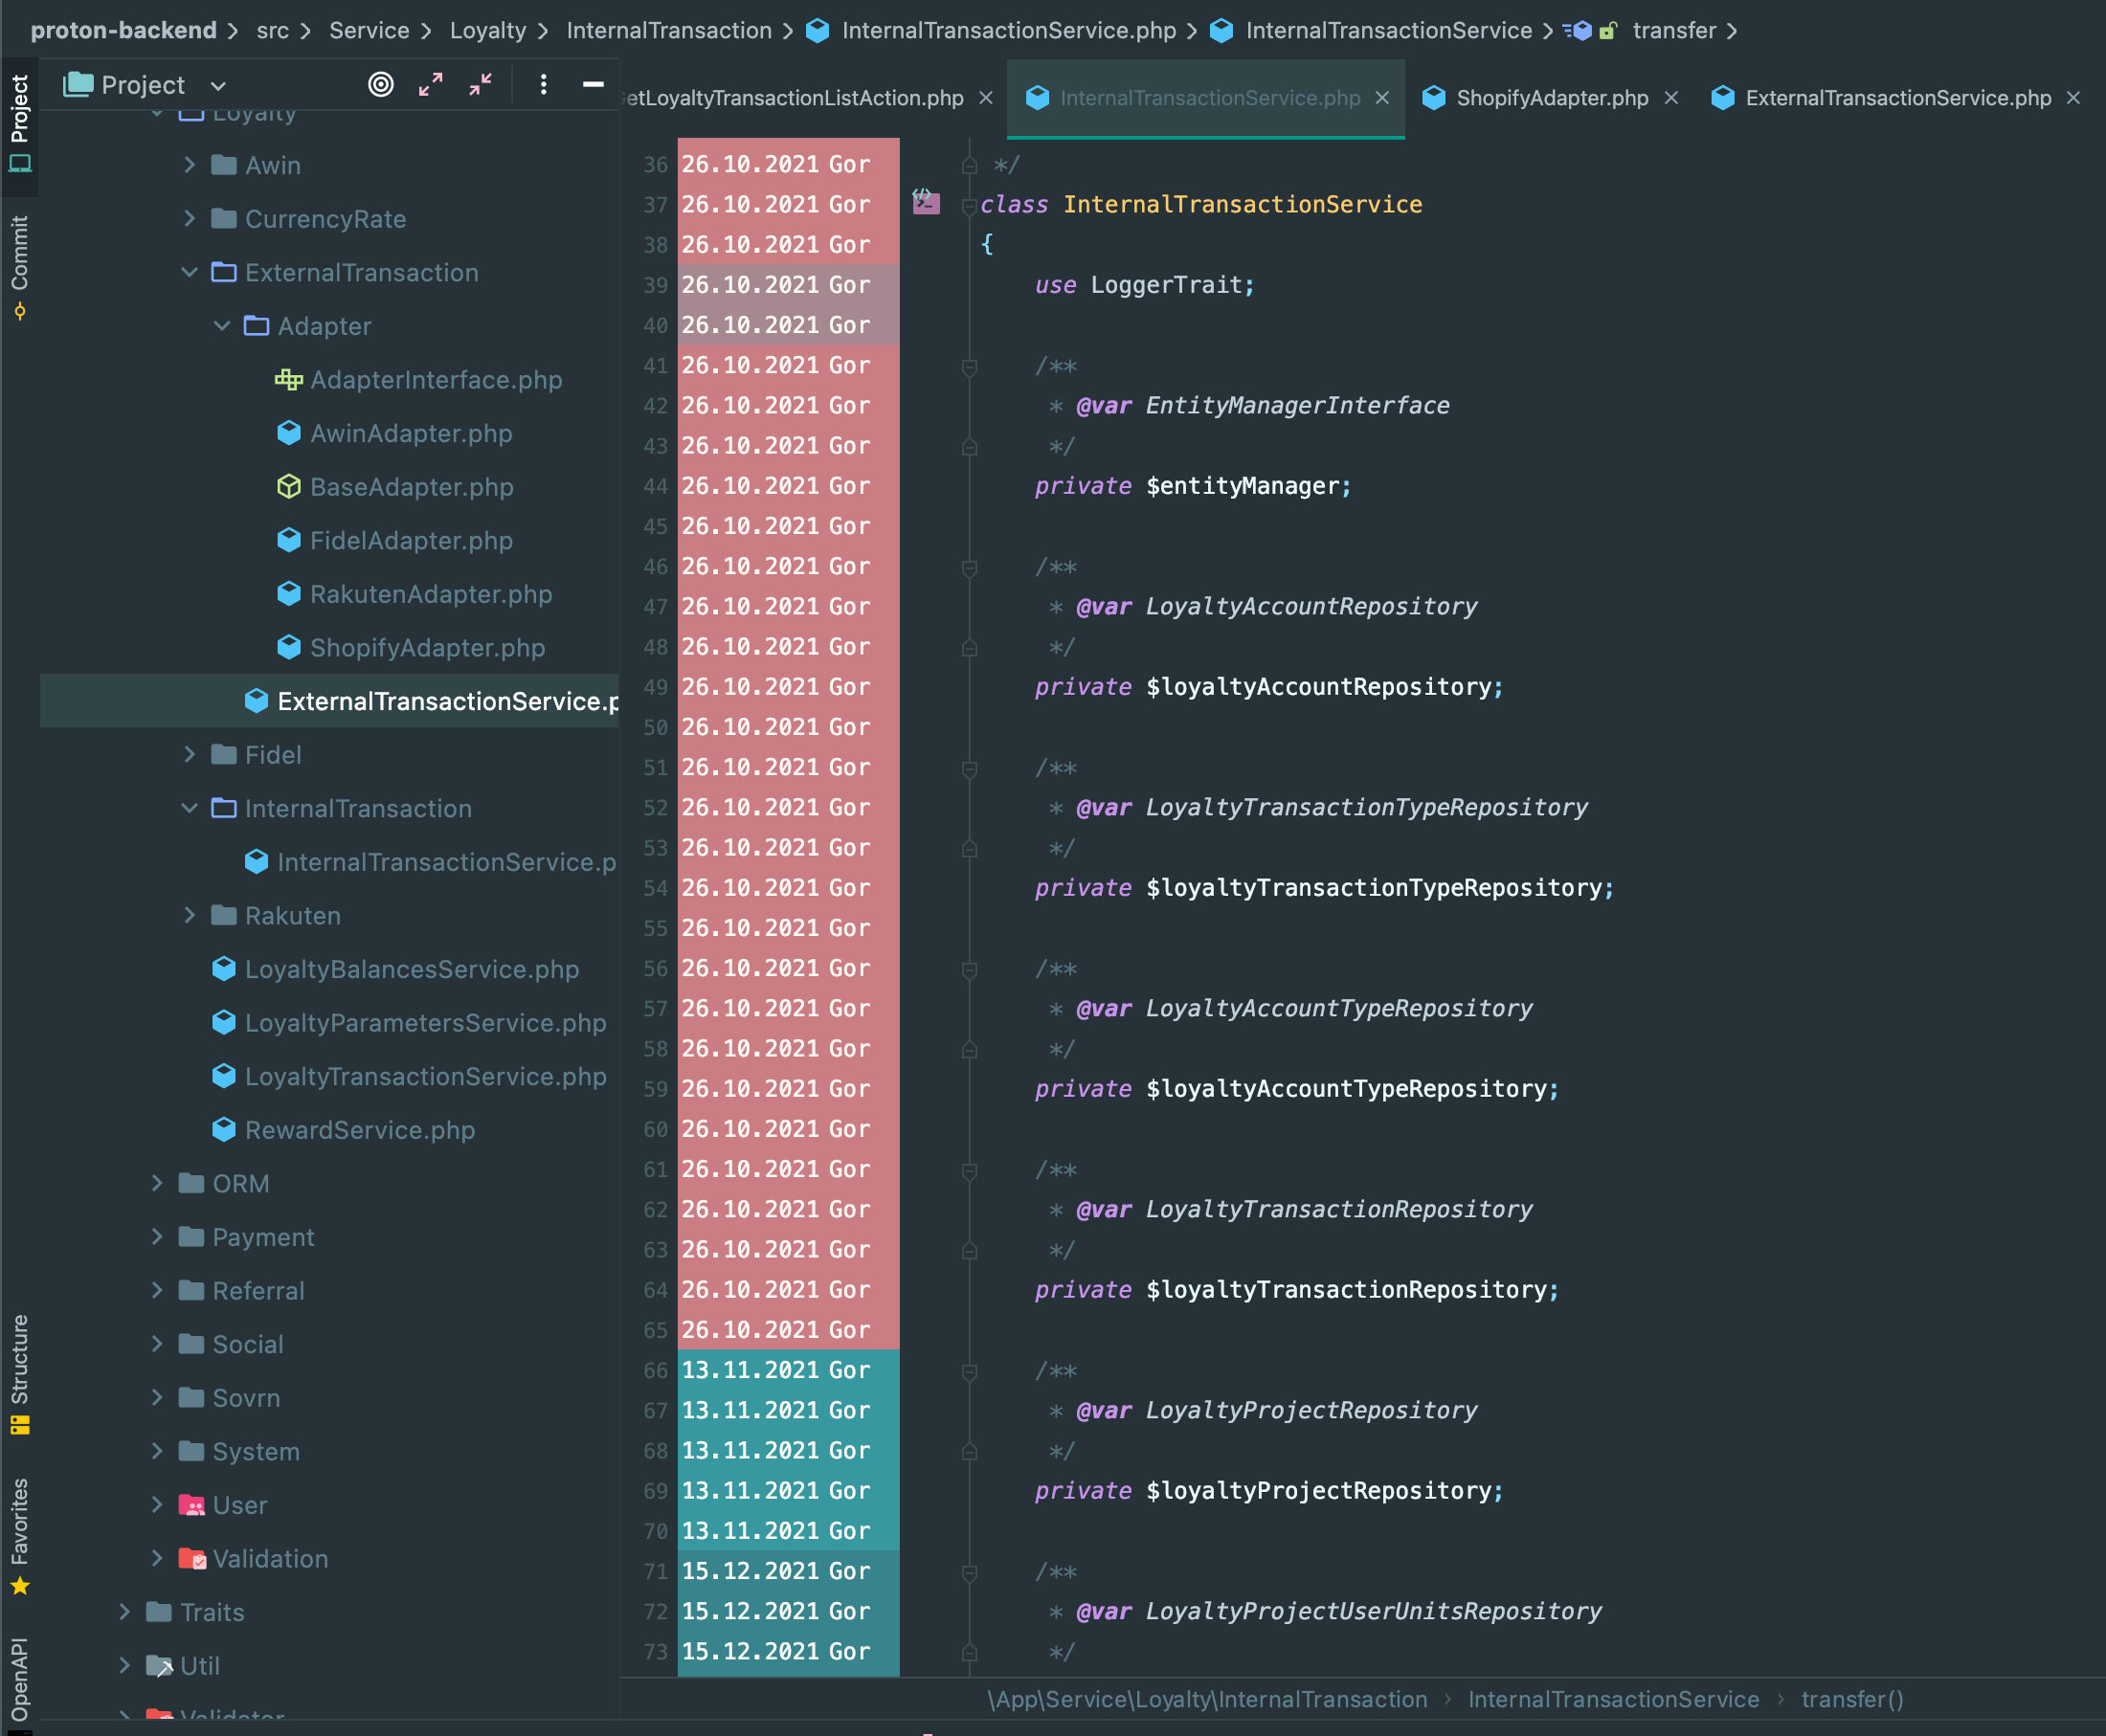 proton-backend > src > Service > Loyalty > InternalTransaction > InternalTransactionService.php > InternalTransactionService > transfer >
Project
etLoyaltyTransactionListAction.php
InternalTransactionService.php
ShopifyAdapter.php
ExternalTransactionService.php
Project
Commit
Structure
Favorites
OpenAPI
Loyalty
Awin
CurrencyRate
ExternalTransaction
Adapter
AdapterInterface.php
AwinAdapter.php
BaseAdapter.php
FidelAdapter.php
RakutenAdapter.php
ShopifyAdapter.php
ExternalTransactionService.p
Fidel
InternalTransaction
InternalTransactionService.p
Rakuten
LoyaltyBalancesService.php
LoyaltyParametersService.php
LoyaltyTransactionService.php
RewardService.php
ORM
Payment
Referral
Social
Sovrn
System
User
Validation
Traits
Util
Validator
36 26.10.2021 Gor */
37 26.10.2021 Gor class InternalTransactionService
38 26.10.2021 Gor {
39 26.10.2021 Gor use LoggerTrait;
40 26.10.2021 Gor
41 26.10.2021 Gor /**
42 26.10.2021 Gor * @var EntityManagerInterface
43 26.10.2021 Gor */
44 26.10.2021 Gor private $entityManager;
45 26.10.2021 Gor
46 26.10.2021 Gor /**
47 26.10.2021 Gor * @var LoyaltyAccountRepository
48 26.10.2021 Gor */
49 26.10.2021 Gor private $loyaltyAccountRepository;
50 26.10.2021 Gor
51 26.10.2021 Gor /**
52 26.10.2021 Gor * @var LoyaltyTransactionTypeRepository
53 26.10.2021 Gor */
54 26.10.2021 Gor private $loyaltyTransactionTypeRepository;
55 26.10.2021 Gor
56 26.10.2021 Gor /**
57 26.10.2021 Gor * @var LoyaltyAccountTypeRepository
58 26.10.2021 Gor */
59 26.10.2021 Gor private $loyaltyAccountTypeRepository;
60 26.10.2021 Gor
61 26.10.2021 Gor /**
62 26.10.2021 Gor * @var LoyaltyTransactionRepository
63 26.10.2021 Gor */
64 26.10.2021 Gor private $loyaltyTransactionRepository;
65 26.10.2021 Gor
66 13.11.2021 Gor /**
67 13.11.2021 Gor * @var LoyaltyProjectRepository
68 13.11.2021 Gor */
69 13.11.2021 Gor private $loyaltyProjectRepository;
70 13.11.2021 Gor
71 15.12.2021 Gor /**
72 15.12.2021 Gor * @var LoyaltyProjectUserUnitsRepository
73 15.12.2021 Gor */
\App\Service\Loyalty\InternalTransaction > InternalTransactionService > transfer()